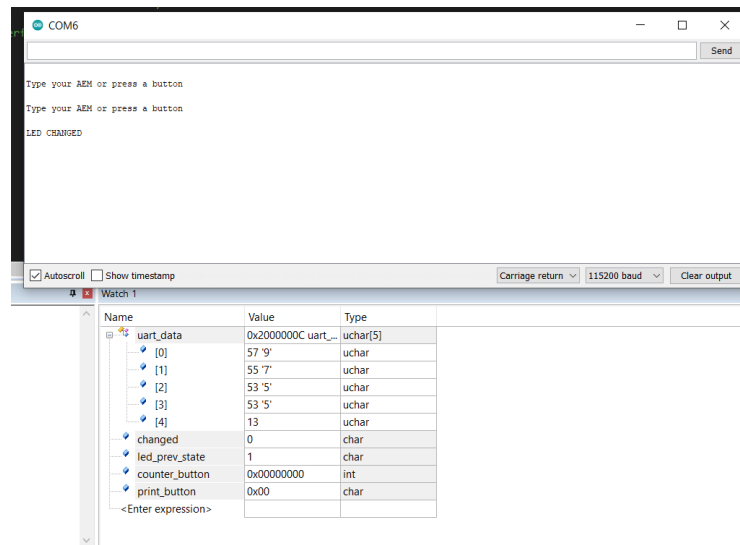 COM6
Send
Type your AEM or press a button
Type your AEM or press a button
LED CHANGED
Autoscroll Show timestamp Carriage return 115200 baud Clear output
Watch 1
Name Value Type
uart_data 0x2000000C uart_... uchar[5]
[0] 57 '9' uchar
[1] 55 '7' uchar
[2] 53 '5' uchar
[3] 53 '5' uchar
[4] 13 uchar
changed 0 char
led_prev_state 1 char
counter_button 0x00000000 int
print_button 0x00 char
<Enter expression>